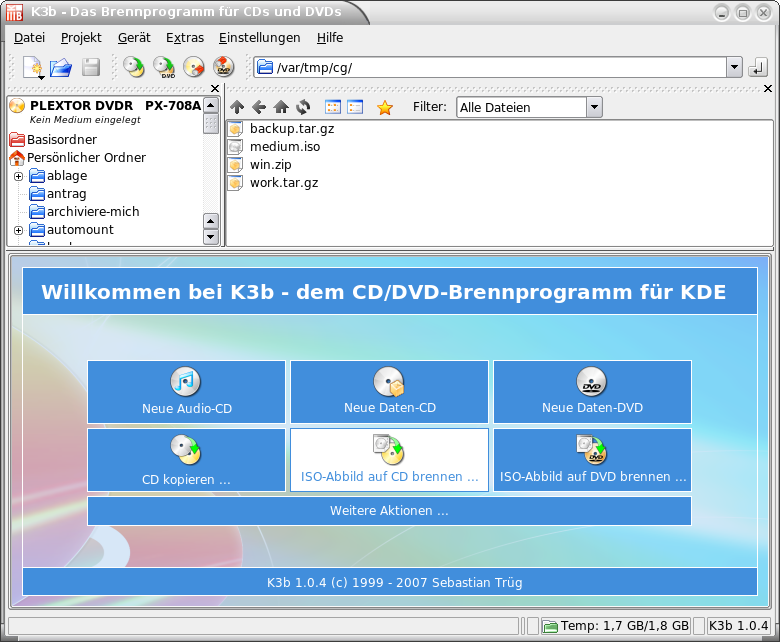 K3b - Das Brennprogramm für CDs und DVDs
Datei Projekt Gerät Extras Einstellungen Hilfe
/var/tmp/cg/
PLEXTOR DVDR PX-708A
Kein Medium eingelegt
Basisordner
Persönlicher Ordner
ablage
antrag
archiviere-mich
automount
Filter: Alle Dateien
backup.tar.gz
medium.iso
win.zip
work.tar.gz
Willkommen bei K3b - dem CD/DVD-Brennprogramm für KDE
Neue Audio-CD
Neue Daten-CD
Neue Daten-DVD
CD kopieren ...
ISO-Abbild auf CD brennen ...
ISO-Abbild auf DVD brennen ...
Weitere Aktionen ...
K3b 1.0.4 (c) 1999 - 2007 Sebastian Trüg
Temp: 1,7 GB/1,8 GB K3b 1.0.4